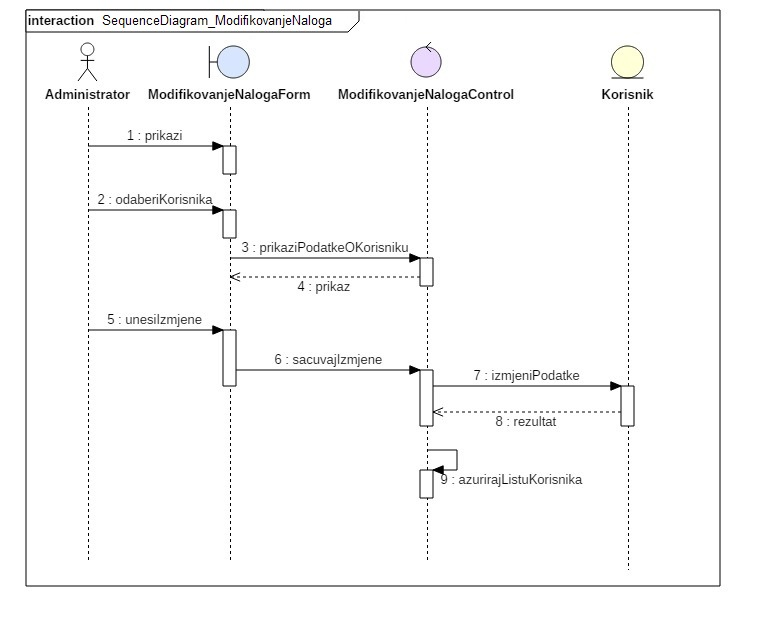 interaction SequenceDiagram_ModifikovanjeNaloga
Administrator
ModifikovanjeNalogaForm
ModifikovanjeNalogaControl
Korisnik
1 : prikazi
2 : odaberiKorisnika
3 : prikaziPodatkeOKorisniku
4 : prikaz
5 : unesiIzmjene
6 : sacuvajIzmjene
7 : izmjeniPodatke
8 : rezultat
9 : azurirajListuKorisnika